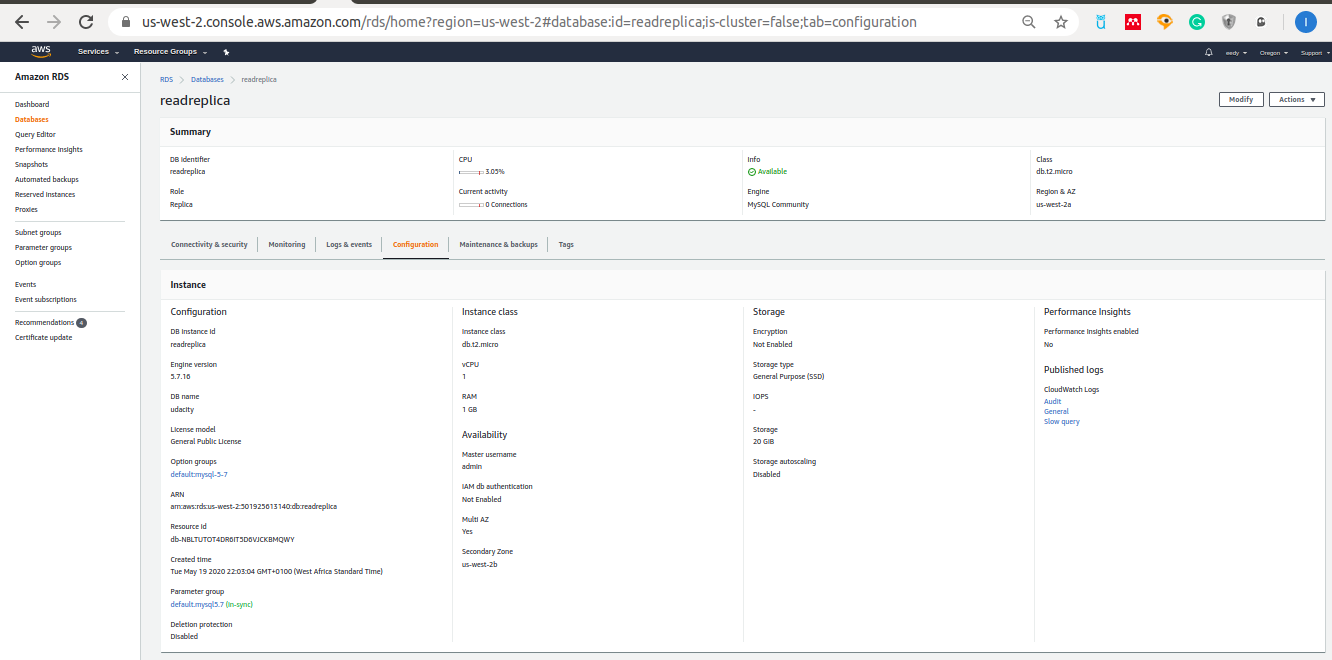 us-west-2.console.aws.amazon.com/rds/home?region=us-west-2#database:id=readreplica;is-cluster=false;tab=configuration
I
aws
Services
Resource Groups
eedy
Oregon
Support
Amazon RDS
Dashboard
Databases
Query Editor
Performance Insights
Snapshots
Automated backups
Reserved instances
Proxies
Subnet groups
Parameter groups
Option groups
Events
Event subscriptions
Recommendations 4
Certificate update
RDS > Databases > readreplica
readreplica
Modify
Actions
Summary
DB identifier
readreplica
Role
Replica
CPU
3.03%
Current activity
0 Connections
Info
Available
Engine
MySQL Community
Class
db.t2.micro
Region & AZ
us-west-2a
Connectivity & security
Monitoring
Logs & events
Configuration
Maintenance & backups
Tags
Instance
Configuration
DB instance id
readreplica
Engine version
5.7.16
DB name
udacity
License model
General Public License
Option groups
default:mysql-5-7
ARN
arn:aws:rds:us-west-2:501925613140:db:readreplica
Resource id
db-NBLTUTOT4DR6IT5D6VJCKBMQWY
Created time
Tue May 19 2020 22:03:04 GMT+0100 (West Africa Standard Time)
Parameter group
default.mysql5.7 (in-sync)
Deletion protection
Disabled
Instance class
Instance class
db.t2.micro
vCPU
1
RAM
1 GB
Availability
Master username
admin
IAM db authentication
Not Enabled
Multi AZ
Yes
Secondary Zone
us-west-2b
Storage
Encryption
Not Enabled
Storage type
General Purpose (SSD)
IOPS
-
Storage
20 GiB
Storage autoscaling
Disabled
Performance Insights
Performance Insights enabled
No
Published logs
CloudWatch Logs
Audit
General
Slow query